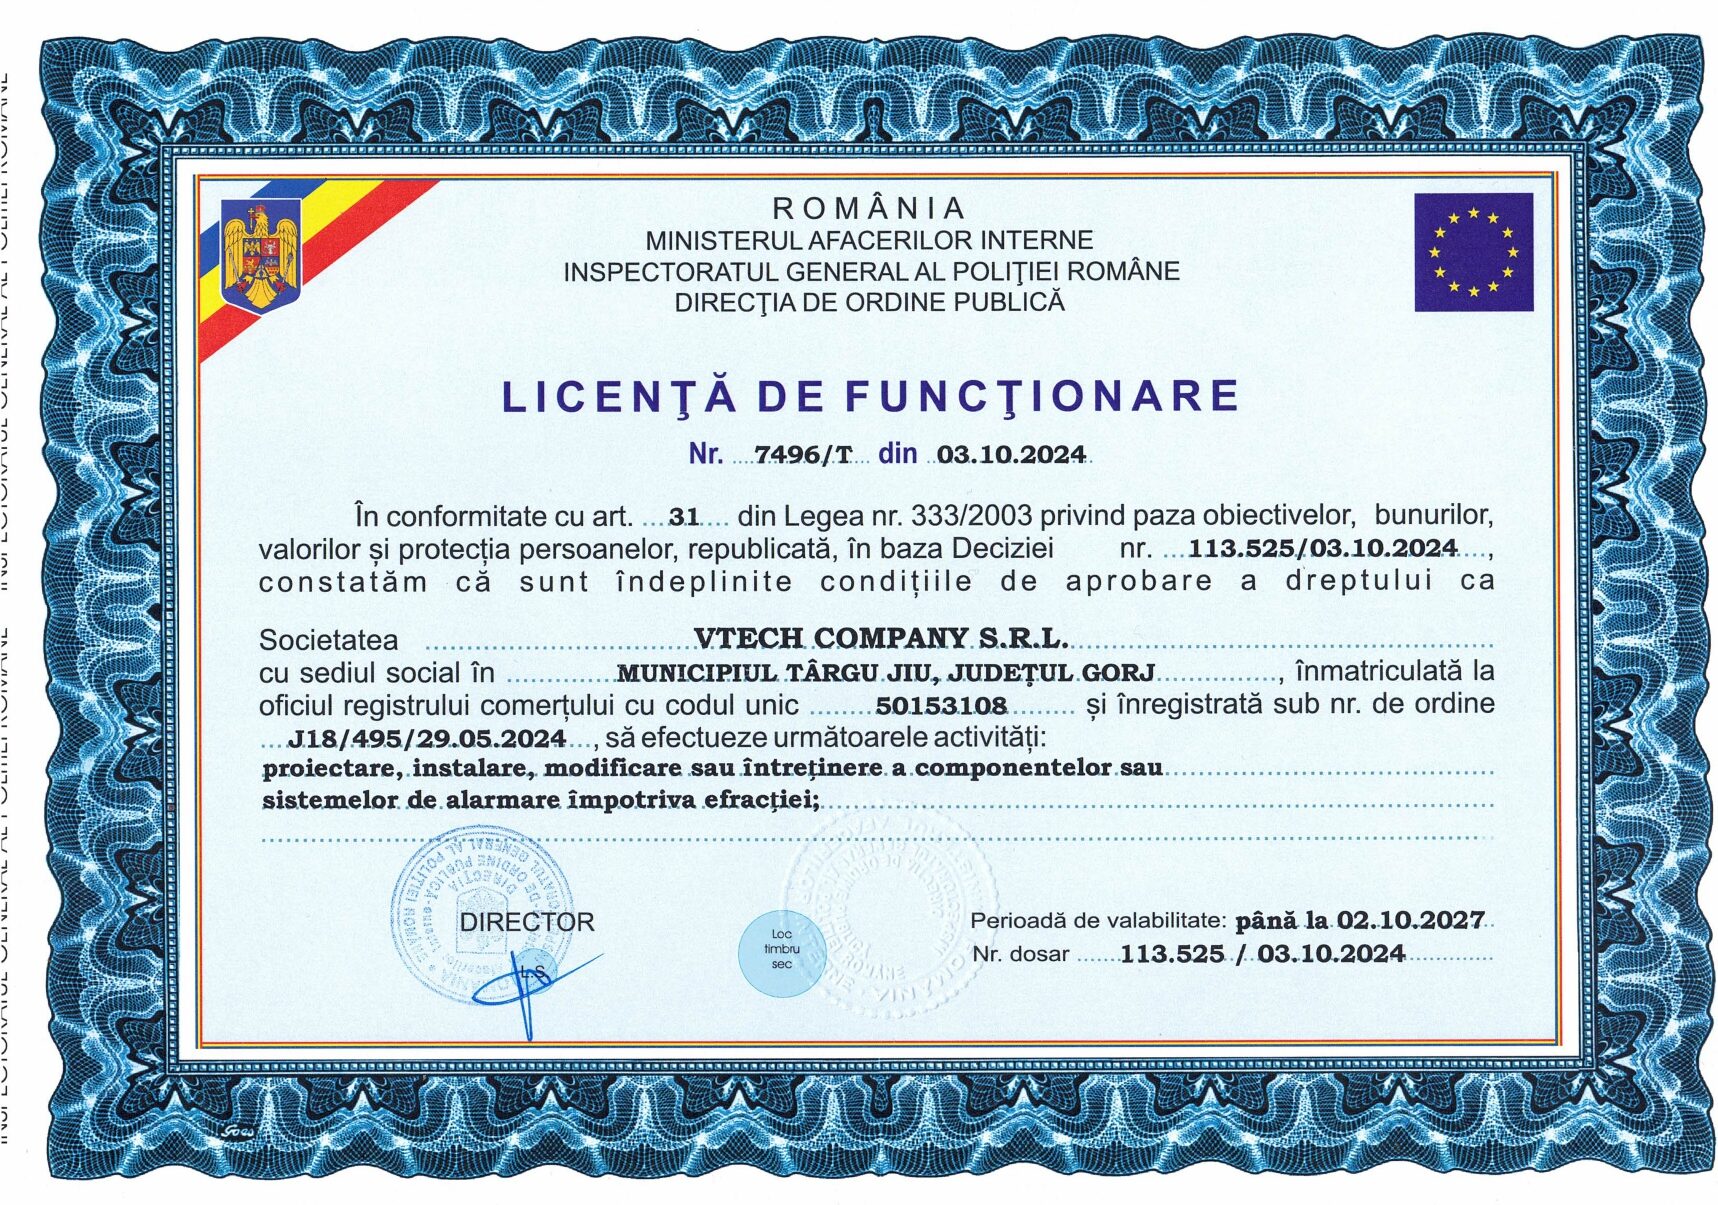 ROMÂNIA
MINISTERUL AFACERILOR INTERNE
INSPECTORATUL GENERAL AL POLIŢIEI ROMÂNE
DIRECŢIA DE ORDINE PUBLICĂ
LICENŢĂ DE FUNCŢIONARE
Nr. 7496/T din 03.10.2024
În conformitate cu art. 31 din Legea nr. 333/2003 privind paza obiectivelor, bunurilor,
valorilor și protecția persoanelor, republicată, în baza Deciziei nr. 113.525/03.10.2024,
constatăm că sunt îndeplinite condițiile de aprobare a dreptului ca
Societatea VTECH COMPANY S.R.L.
cu sediul social în MUNICIPIUL TÂRGU JIU, JUDEȚUL GORJ, înmatriculată la
oficiul registrului comerțului cu codul unic 50153108 și înregistrată sub nr. de ordine
J18/495/29.05.2024, să efectueze următoarele activități:
proiectare, instalare, modificare sau întreținere a componentelor sau
sistemelor de alarmare împotriva efracției;
DIRECTOR
L.S.
Loc
timbru
sec
Perioadă de valabilitate: până la 02.10.2027
Nr. dosar 113.525 / 03.10.2024